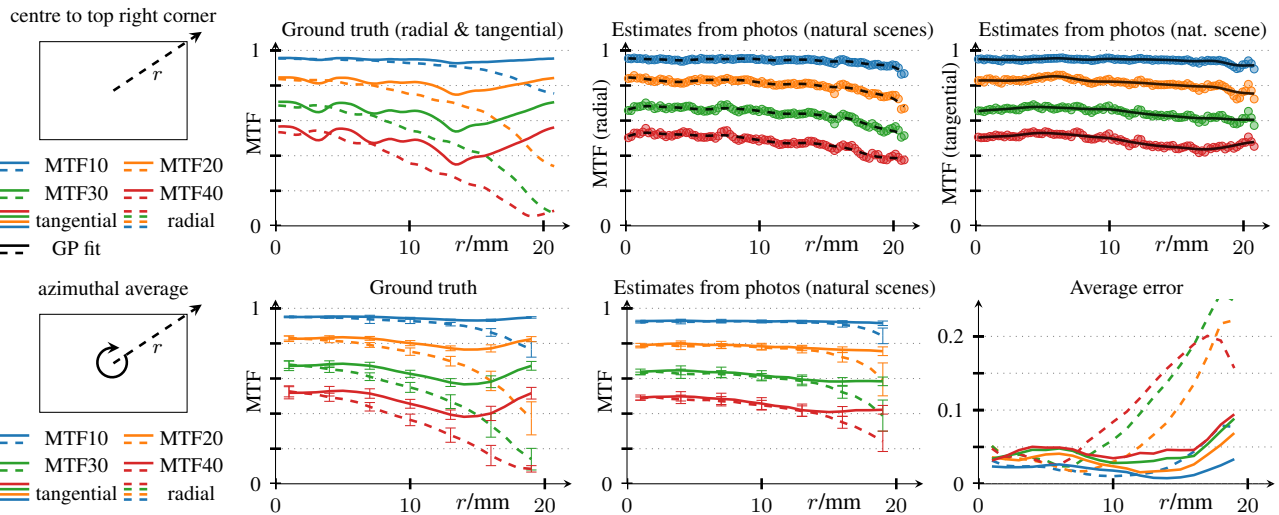 centre to top right corner
r
MTF10 MTF20
MTF30 MTF40
tangential radial
GP fit
Ground truth (radial & tangential)
MTF
1
0
0 10 20
r/mm
Estimates from photos (natural scenes)
MTF (radial)
1
0
0 10 20
r/mm
Estimates from photos (nat. scene)
MTF (tangential)
1
0
0 10 20
r/mm
azimuthal average
r
MTF10 MTF20
MTF30 MTF40
tangential radial
Ground truth
MTF
1
0
0 10 20
r/mm
Estimates from photos (natural scenes)
MTF
1
0
0 10 20
r/mm
Average error
0.2
0.1
0
0 10 20
r/mm